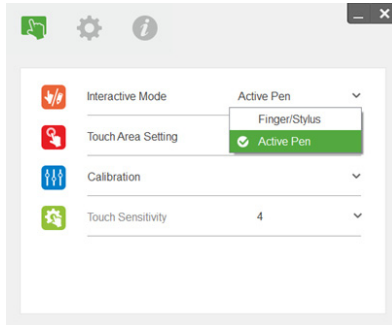 Interactive Mode Active Pen
Finger/Stylus
Touch Area Setting
Active Pen
Calibration
Touch Sensitivity 4